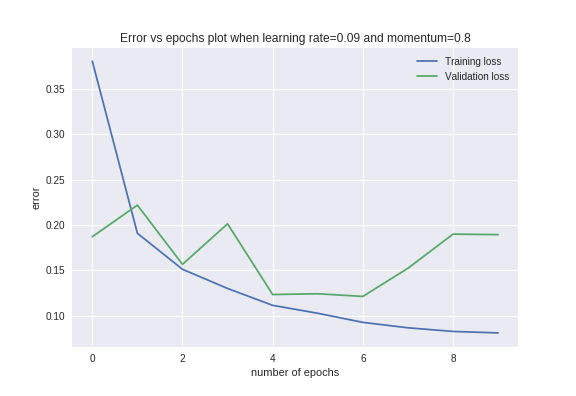 Error vs epochs plot when learning rate=0.09 and momentum=0.8
Training loss
Validation loss
0.35
0.30
0.25
0.20
0.15
0.10
error
0 2 4 6 8
number of epochs